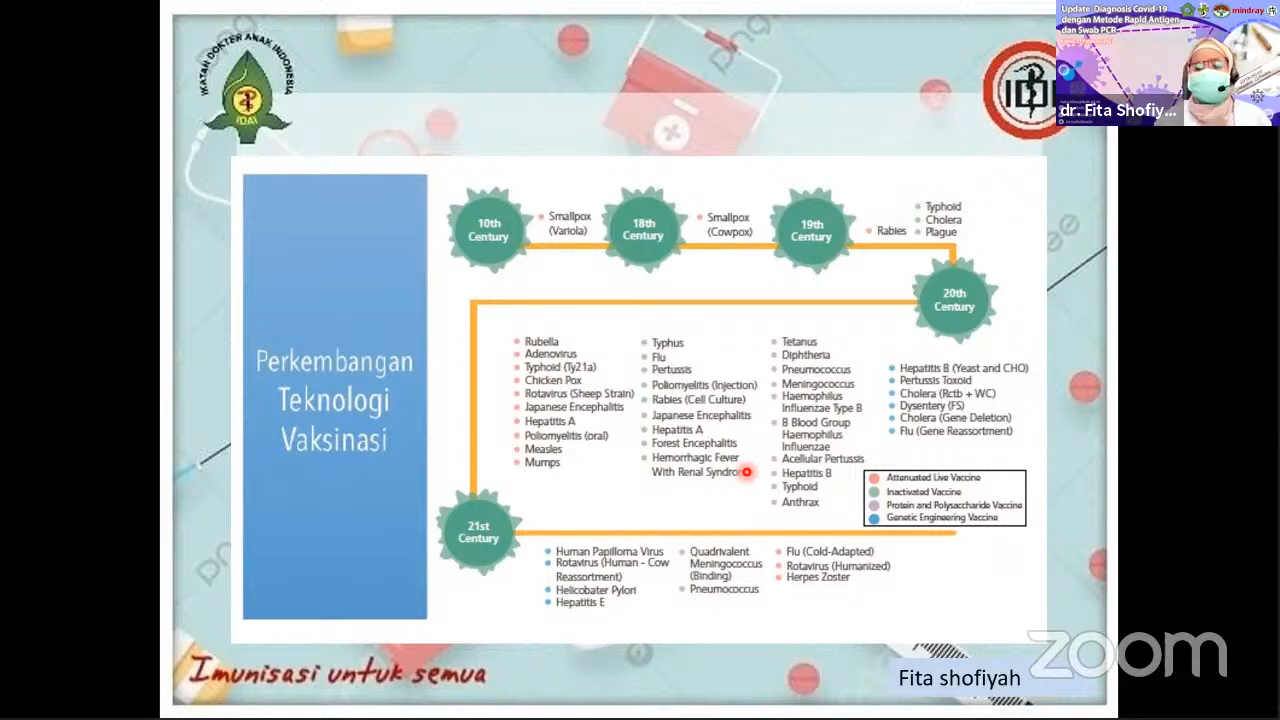 IKATAN DOKTER ANAK INDONESIA
IDAI
Update Diagnosis Covid-19
dengan Metode Rapid Antigen
dan Swab PCR
mindray
dr. Fita Shofiy...
Perkembangan
Teknologi
Vaksinasi
10th
Century
Smallpox
(Variola)
18th
Century
Smallpox
(Cowpox)
19th
Century
Rabies
Typhoid
Cholera
Plague
20th
Century
Rubella
Adenovirus
Typhoid (Ty21a)
Chicken Pox
Rotavirus (Sheep Strain)
Japanese Encephalitis
Hepatitis A
Poliomyelitis (oral)
Measles
Mumps
Typhus
Flu
Pertussis
Poliomyelitis (Injection)
Rabies (Cell Culture)
Japanese Encephalitis
Hepatitis A
Forest Encephalitis
Hemorrhagic Fever
With Renal Syndro
Tetanus
Diphtheria
Pneumococcus
Meningococcus
Haemophilus
Influenzae Type B
B Blood Group
Haemophilus
Influenzae
Acellular Pertussis
Hepatitis B
Typhoid
Anthrax
Hepatitis B (Yeast and CHO)
Pertussis Toxoid
Cholera (Rctb + WC)
Dysentery (FS)
Cholera (Gene Deletion)
Flu (Gene Reassortment)
Attenuated Live Vaccine
Inactivated Vaccine
Protein and Polysaccharide Vaccine
Genetic Engineering Vaccine
21st
Century
Human Papilloma Virus
Rotavirus (Human - Cow
Reassortment)
Helicobater Pylori
Hepatitis E
Quadrivalent
Meningococcus
(Binding)
Pneumococcus
Flu (Cold-Adapted)
Rotavirus (Humanized)
Herpes Zoster
Imunisasi untuk semua
Fita shofiyah
zoom